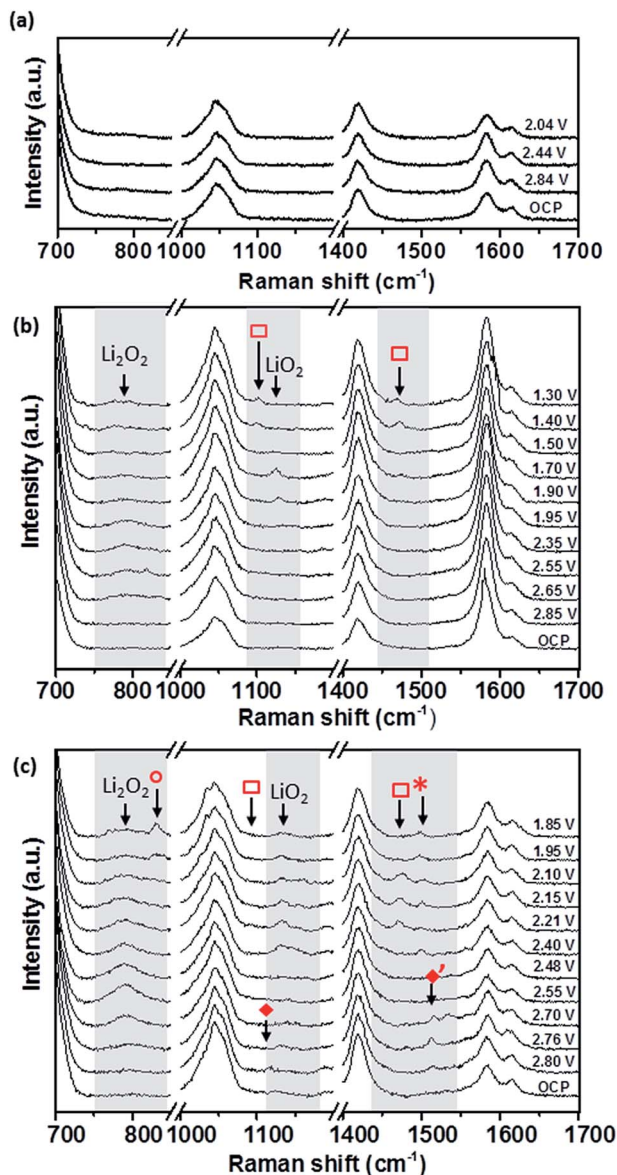 (a)
Intensity (a.u.)
2.04 V
2.44 V
2.84 V
OCP
700 800 1000 1100 1400 1500 1600 1700
Raman shift (cm⁻¹)
(b)
Intensity (a.u.)
Li₂O₂
LiO₂
1.30 V
1.40 V
1.50 V
1.70 V
1.90 V
1.95 V
2.35 V
2.55 V
2.65 V
2.85 V
OCP
700 800 1000 1100 1400 1500 1600 1700
Raman shift (cm⁻¹)
(c)
Intensity (a.u.)
Li₂O₂
LiO₂
*
1.85 V
1.95 V
2.10 V
2.15 V
2.21 V
2.40 V
2.48 V
2.55 V
2.70 V
2.76 V
2.80 V
OCP
700 800 1000 1100 1400 1500 1600 1700
Raman shift (cm⁻¹)